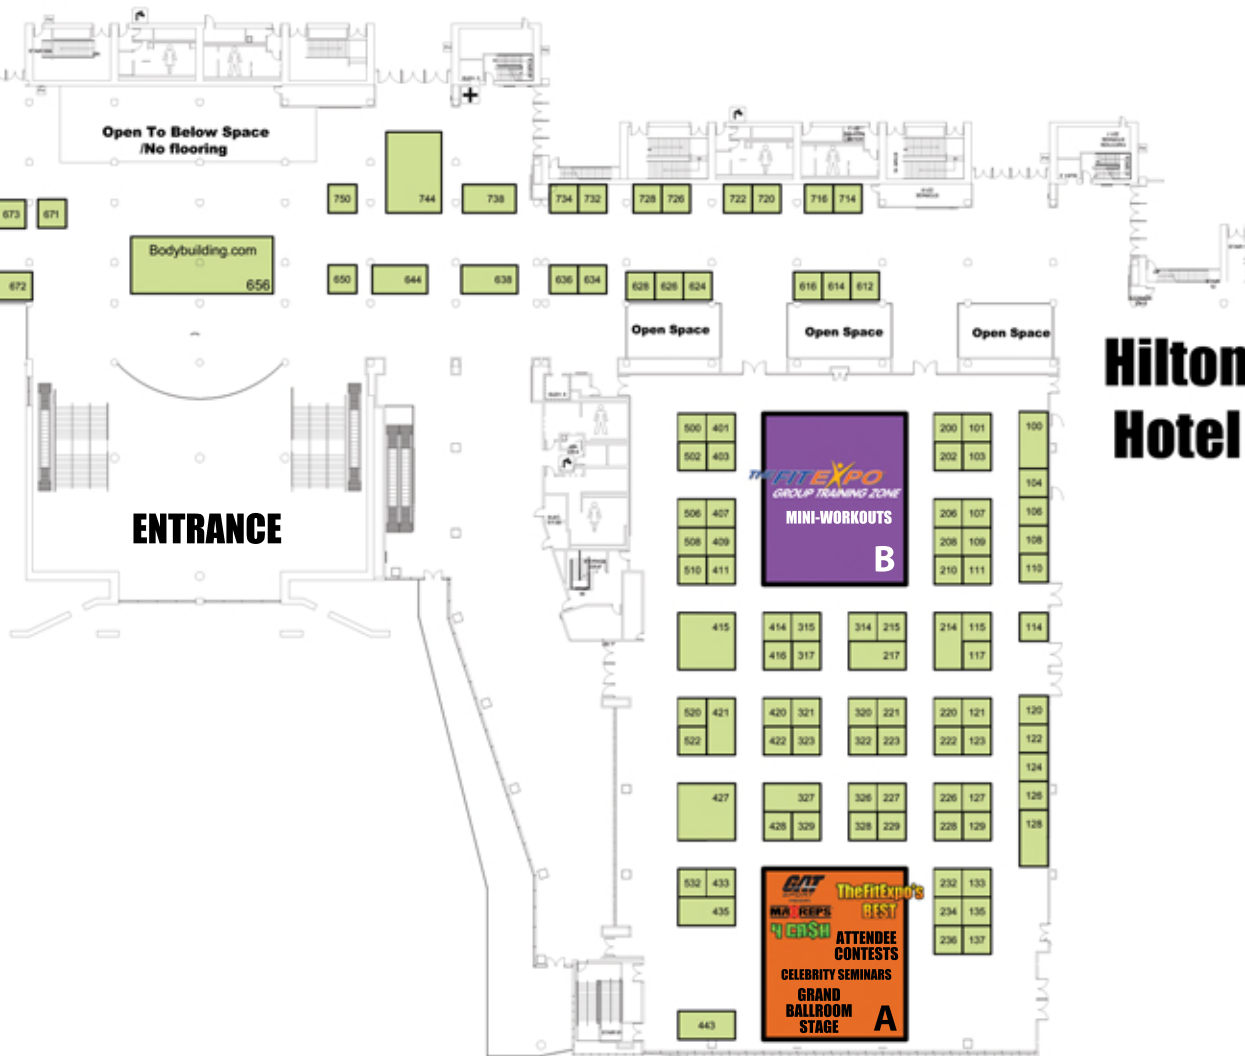 Open To Below Space
/No flooring
750
744
738
734 732
728 726
722 720
716 714
673
671
Bodybuilding.com
656
672
650
644
638
636 634
628 626 624
616 614 612
Open Space
Open Space
Open Space
Hilton
Hotel
ENTRANCE
500 401
502 403
506 407
508 409
510 411
THEFITEXPO
GROUP TRAINING ZONE
MINI-WORKOUTS
B
200 101
202 103
206 107
208 109
210 111
100
104
106
108
110
415
414 315
416 317
314 215
217
214 115
117
114
520 421
522
420 321
422 323
320 221
322 223
220 121
222 123
120
122
124
126
128
427
327
428 329
326 227
328 229
226 127
228 129
532 433
435
GAT
MADREPS
4 CA$H
TheFitExpo's
BEST
ATTENDEE
CONTESTS
CELEBRITY SEMINARS
GRAND
BALLROOM
STAGE
A
232 133
234 135
236 137
443